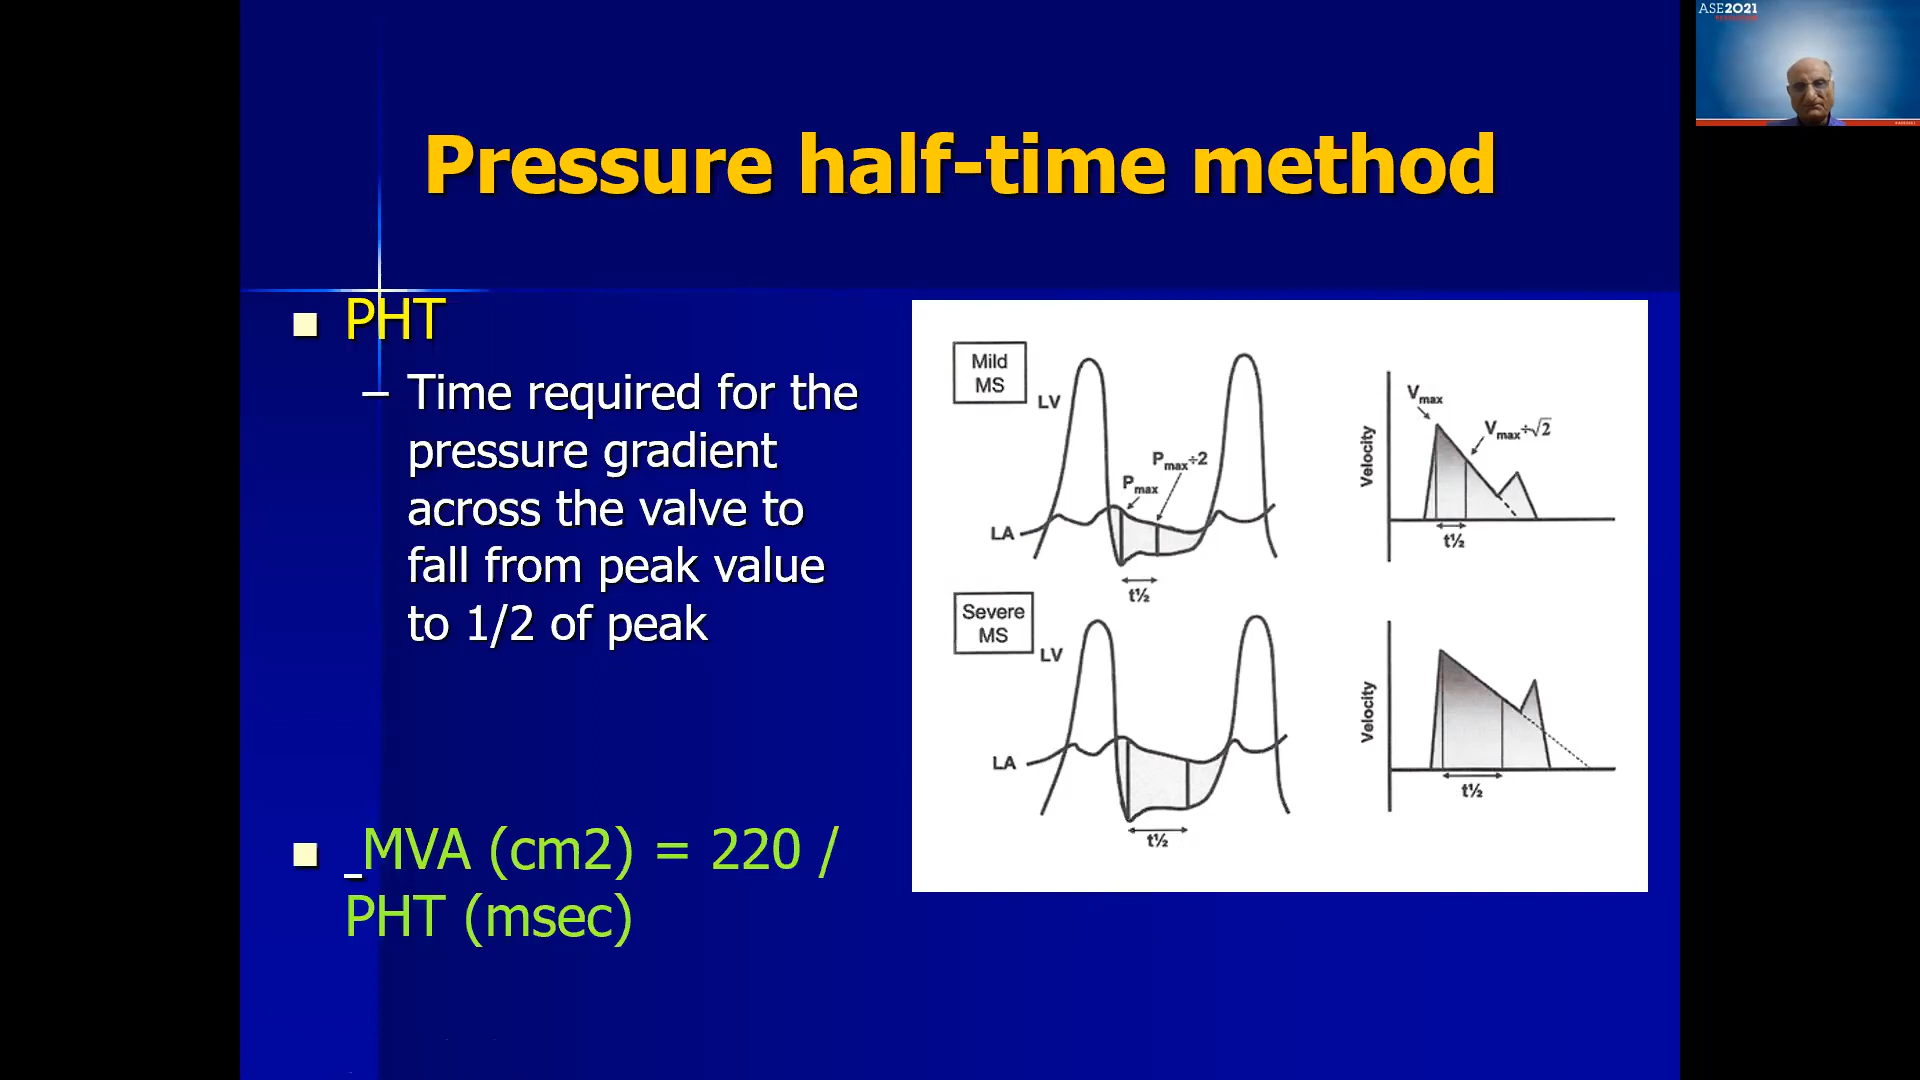 ASE2021
Pressure half-time method
PHT
– Time required for the
pressure gradient
across the valve to
fall from peak value
to 1/2 of peak
_MVA (cm2) = 220 /
PHT (msec)
Mild
MS
LV
LA
Pmax
Pmax÷2
t½
Velocity
Vmax
Vmax÷√2
t½
Severe
MS
LV
LA
t½
Velocity
t½